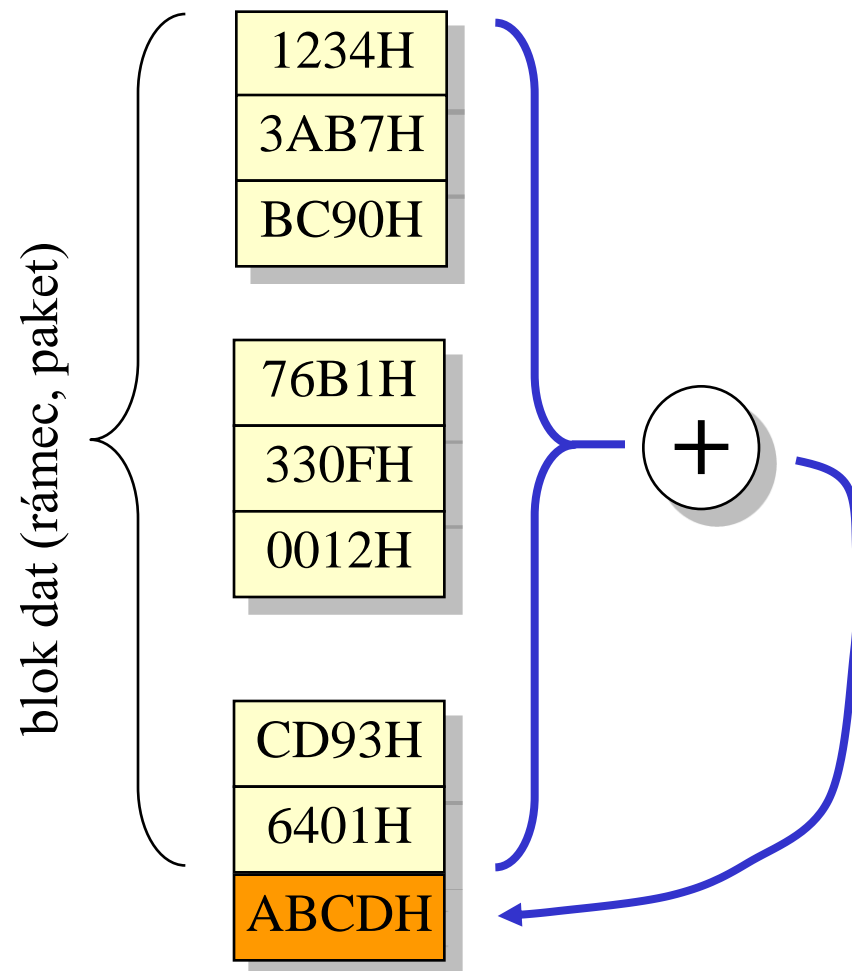 1234H
3AB7H
BC90H
blok dat (rámec, paket)
76B1H
330FH
0012H
+
CD93H
6401H
ABCDH